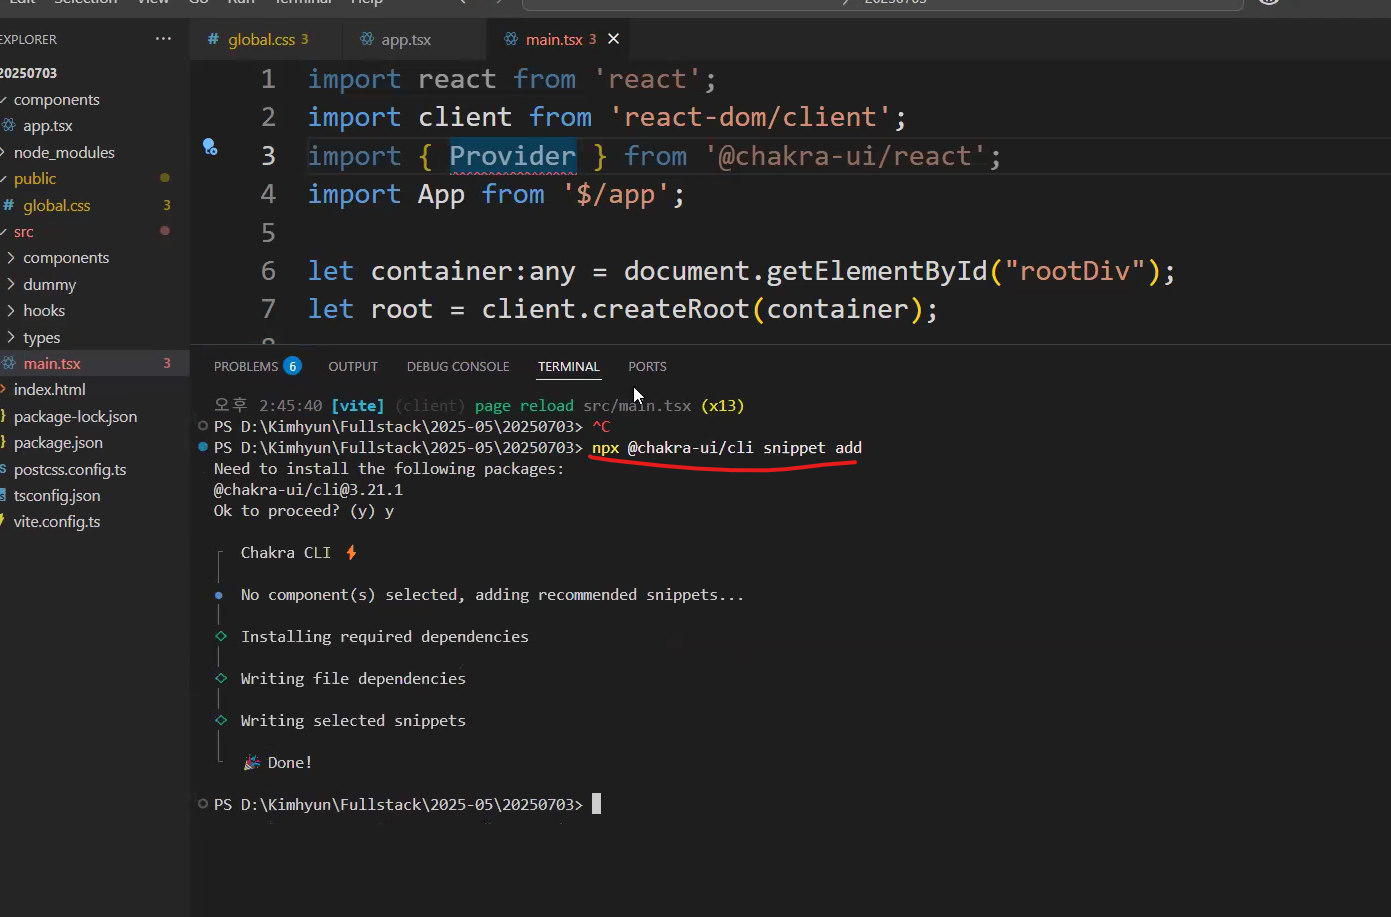 Edit Selection View Go Run Terminal Help 20250703
EXPLORER ...
20250703
components
app.tsx
node_modules
public
global.css 3
src
components
dummy
hooks
types
main.tsx 3
index.html
package-lock.json
package.json
postcss.config.ts
tsconfig.json
vite.config.ts
global.css 3 app.tsx main.tsx 3
1 import react from 'react';
2 import client from 'react-dom/client';
3 import { Provider } from '@chakra-ui/react';
4 import App from '$/app';
5
6 let container:any = document.getElementById("rootDiv");
7 let root = client.createRoot(container);
PROBLEMS 6 OUTPUT DEBUG CONSOLE TERMINAL PORTS
오후 2:45:40 [vite] (client) page reload src/main.tsx (x13)
PS D:\Kimhyun\Fullstack\2025-05\20250703> ^C
PS D:\Kimhyun\Fullstack\2025-05\20250703> npx @chakra-ui/cli snippet add
Need to install the following packages:
@chakra-ui/cli@3.21.1
Ok to proceed? (y) y
Chakra CLI ⚡
No component(s) selected, adding recommended snippets...
Installing required dependencies
Writing file dependencies
Writing selected snippets
🎉 Done!
PS D:\Kimhyun\Fullstack\2025-05\20250703>